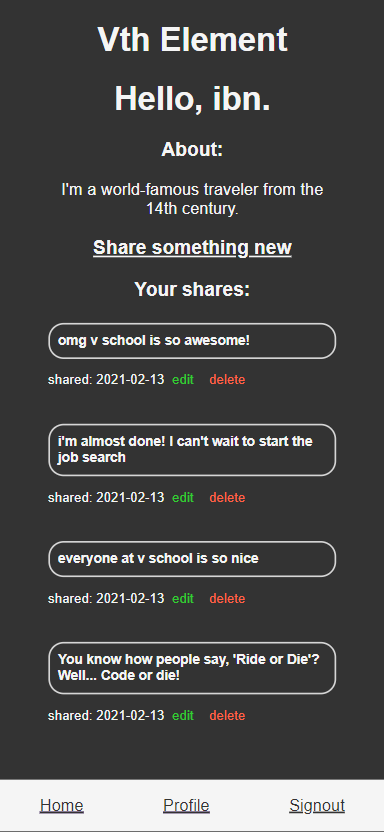 Vth Element
Hello, ibn.
About:
I'm a world-famous traveler from the
14th century.
Share something new
Your shares:
omg v school is so awesome!
shared: 2021-02-13 edit delete
i'm almost done! I can't wait to start the
job search
shared: 2021-02-13 edit delete
everyone at v school is so nice
shared: 2021-02-13 edit delete
You know how people say, 'Ride or Die'?
Well... Code or die!
shared: 2021-02-13 edit delete
Home Profile Signout